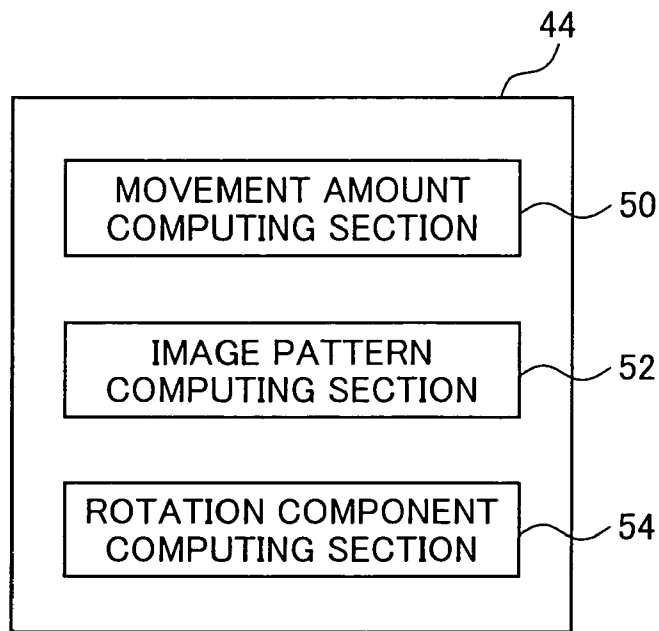 44
MOVEMENT AMOUNT
COMPUTING SECTION
50
IMAGE PATTERN
COMPUTING SECTION
52
ROTATION COMPONENT
COMPUTING SECTION
54